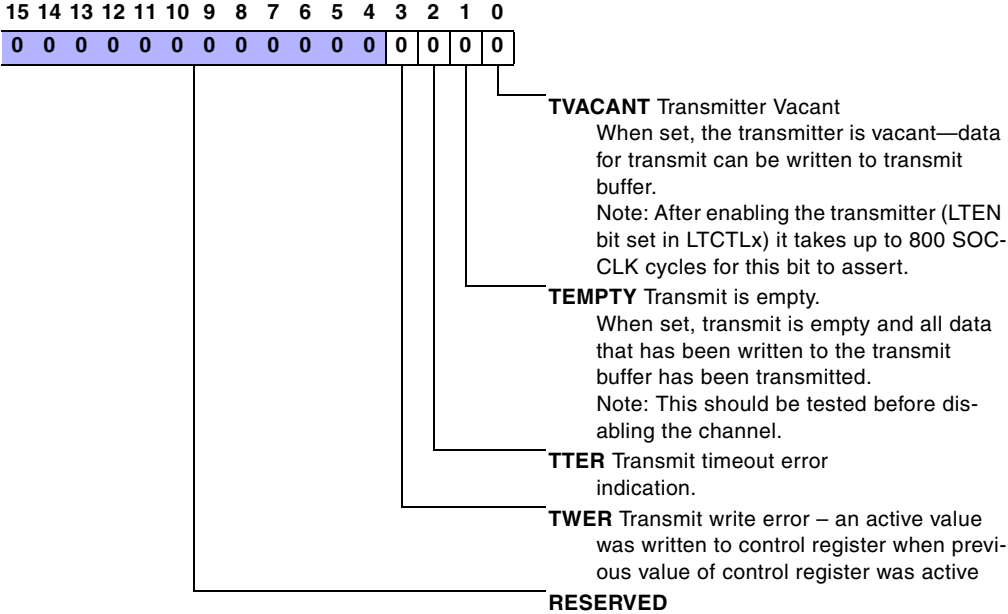 15 14 13 12 11 10 9 8 7 6 5 4 3 2 1 0
0 0 0 0 0 0 0 0 0 0 0 0 0 0 0 0
TVACANT Transmitter Vacant
When set, the transmitter is vacant—data
for transmit can be written to transmit
buffer.
Note: After enabling the transmitter (LTEN
bit set in LTCTLx) it takes up to 800 SOC-
CLK cycles for this bit to assert.
TEMPTY Transmit is empty.
When set, transmit is empty and all data
that has been written to the transmit
buffer has been transmitted.
Note: This should be tested before dis-
abling the channel.
TTER Transmit timeout error
indication.
TWER Transmit write error – an active value
was written to control register when previ-
ous value of control register was active
RESERVED